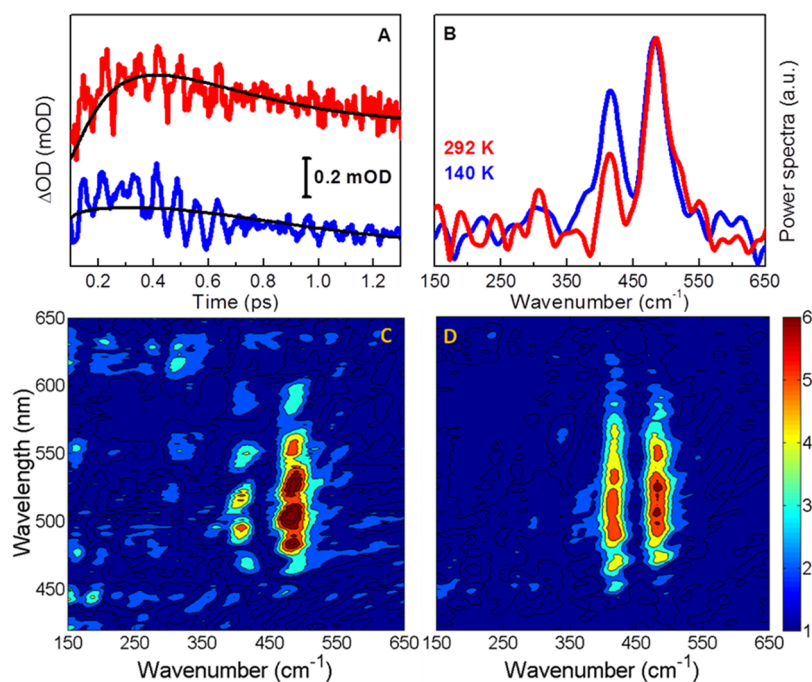 A
ΔOD (mOD)
0.2 mOD
0.2 0.4 0.6 0.8 1.0 1.2
Time (ps)
B
292 K
140 K
Power spectra (a.u.)
150 250 350 450 550 650
Wavenumber (cm⁻¹)
C
Wavelength (nm)
650
600
550
500
450
150 250 350 450 550 650
Wavenumber (cm⁻¹)
D
150 250 350 450 550 650
Wavenumber (cm⁻¹)
6
5
4
3
2
1